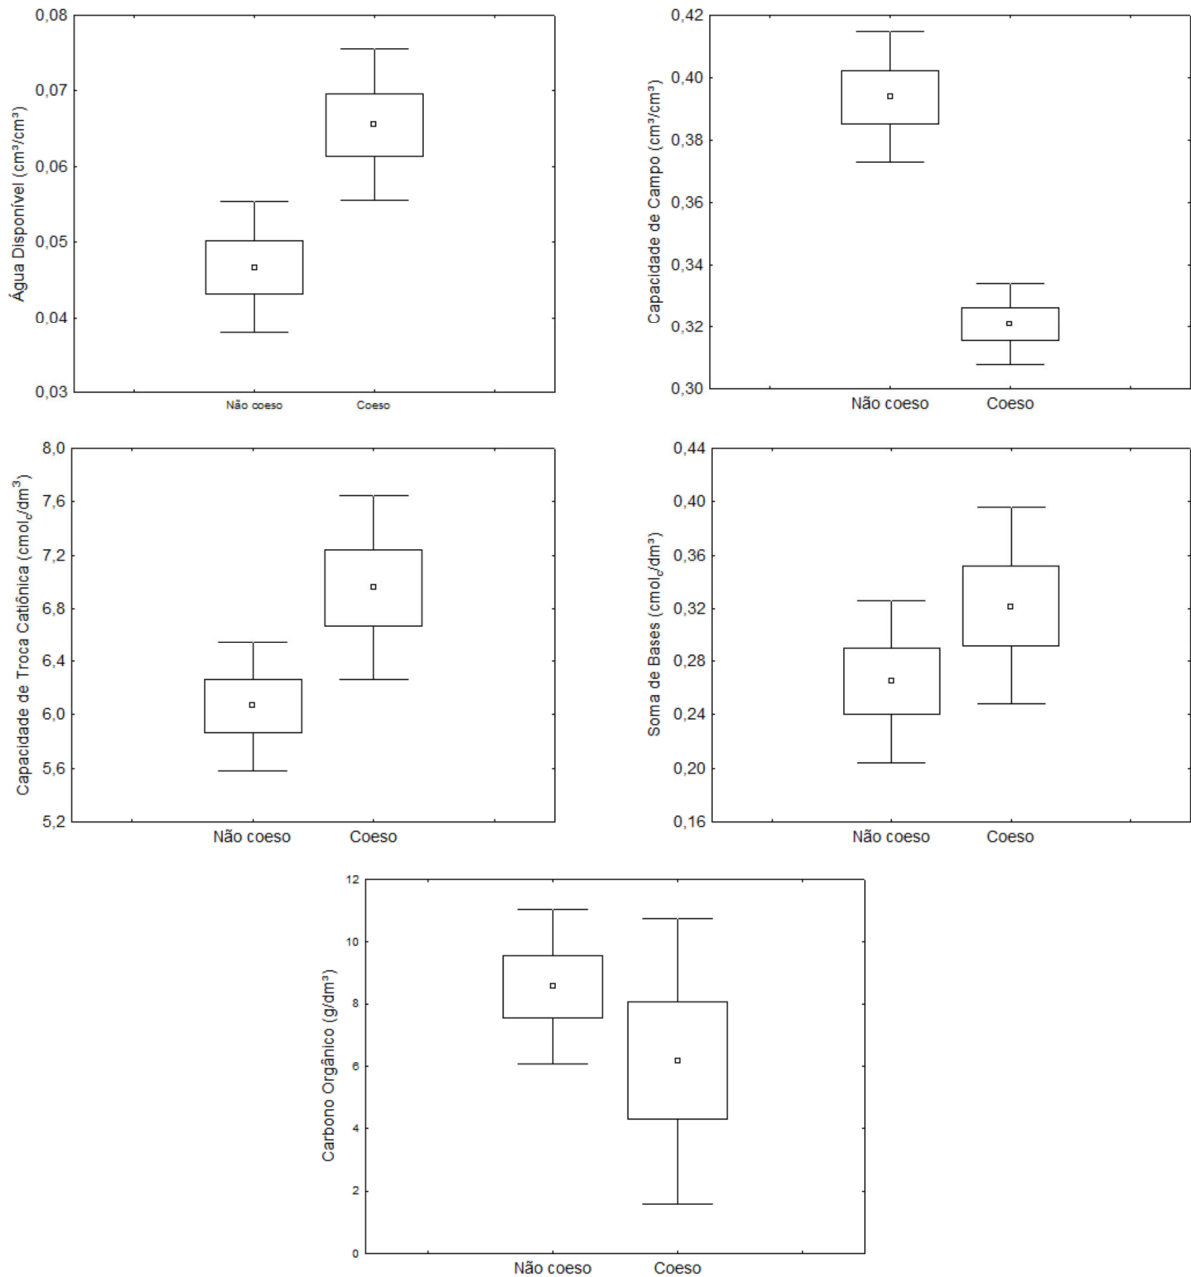 Água Disponível (cm³/cm³)
0,08
0,07
0,06
0,05
0,04
0,03
Não coeso
Coeso
Capacidade de Campo (cm³/cm³)
0,42
0,40
0,38
0,36
0,34
0,32
0,30
Não coeso
Coeso
Capacidade de Troca Catiônica (cmolc/dm³)
8,0
7,6
7,2
6,8
6,4
6,0
5,6
5,2
Não coeso
Coeso
Soma de Bases (cmolc/dm³)
0,44
0,40
0,36
0,32
0,28
0,24
0,20
0,16
Não coeso
Coeso
Carbono Orgânico (g/dm³)
12
10
8
6
4
2
0
Não coeso
Coeso